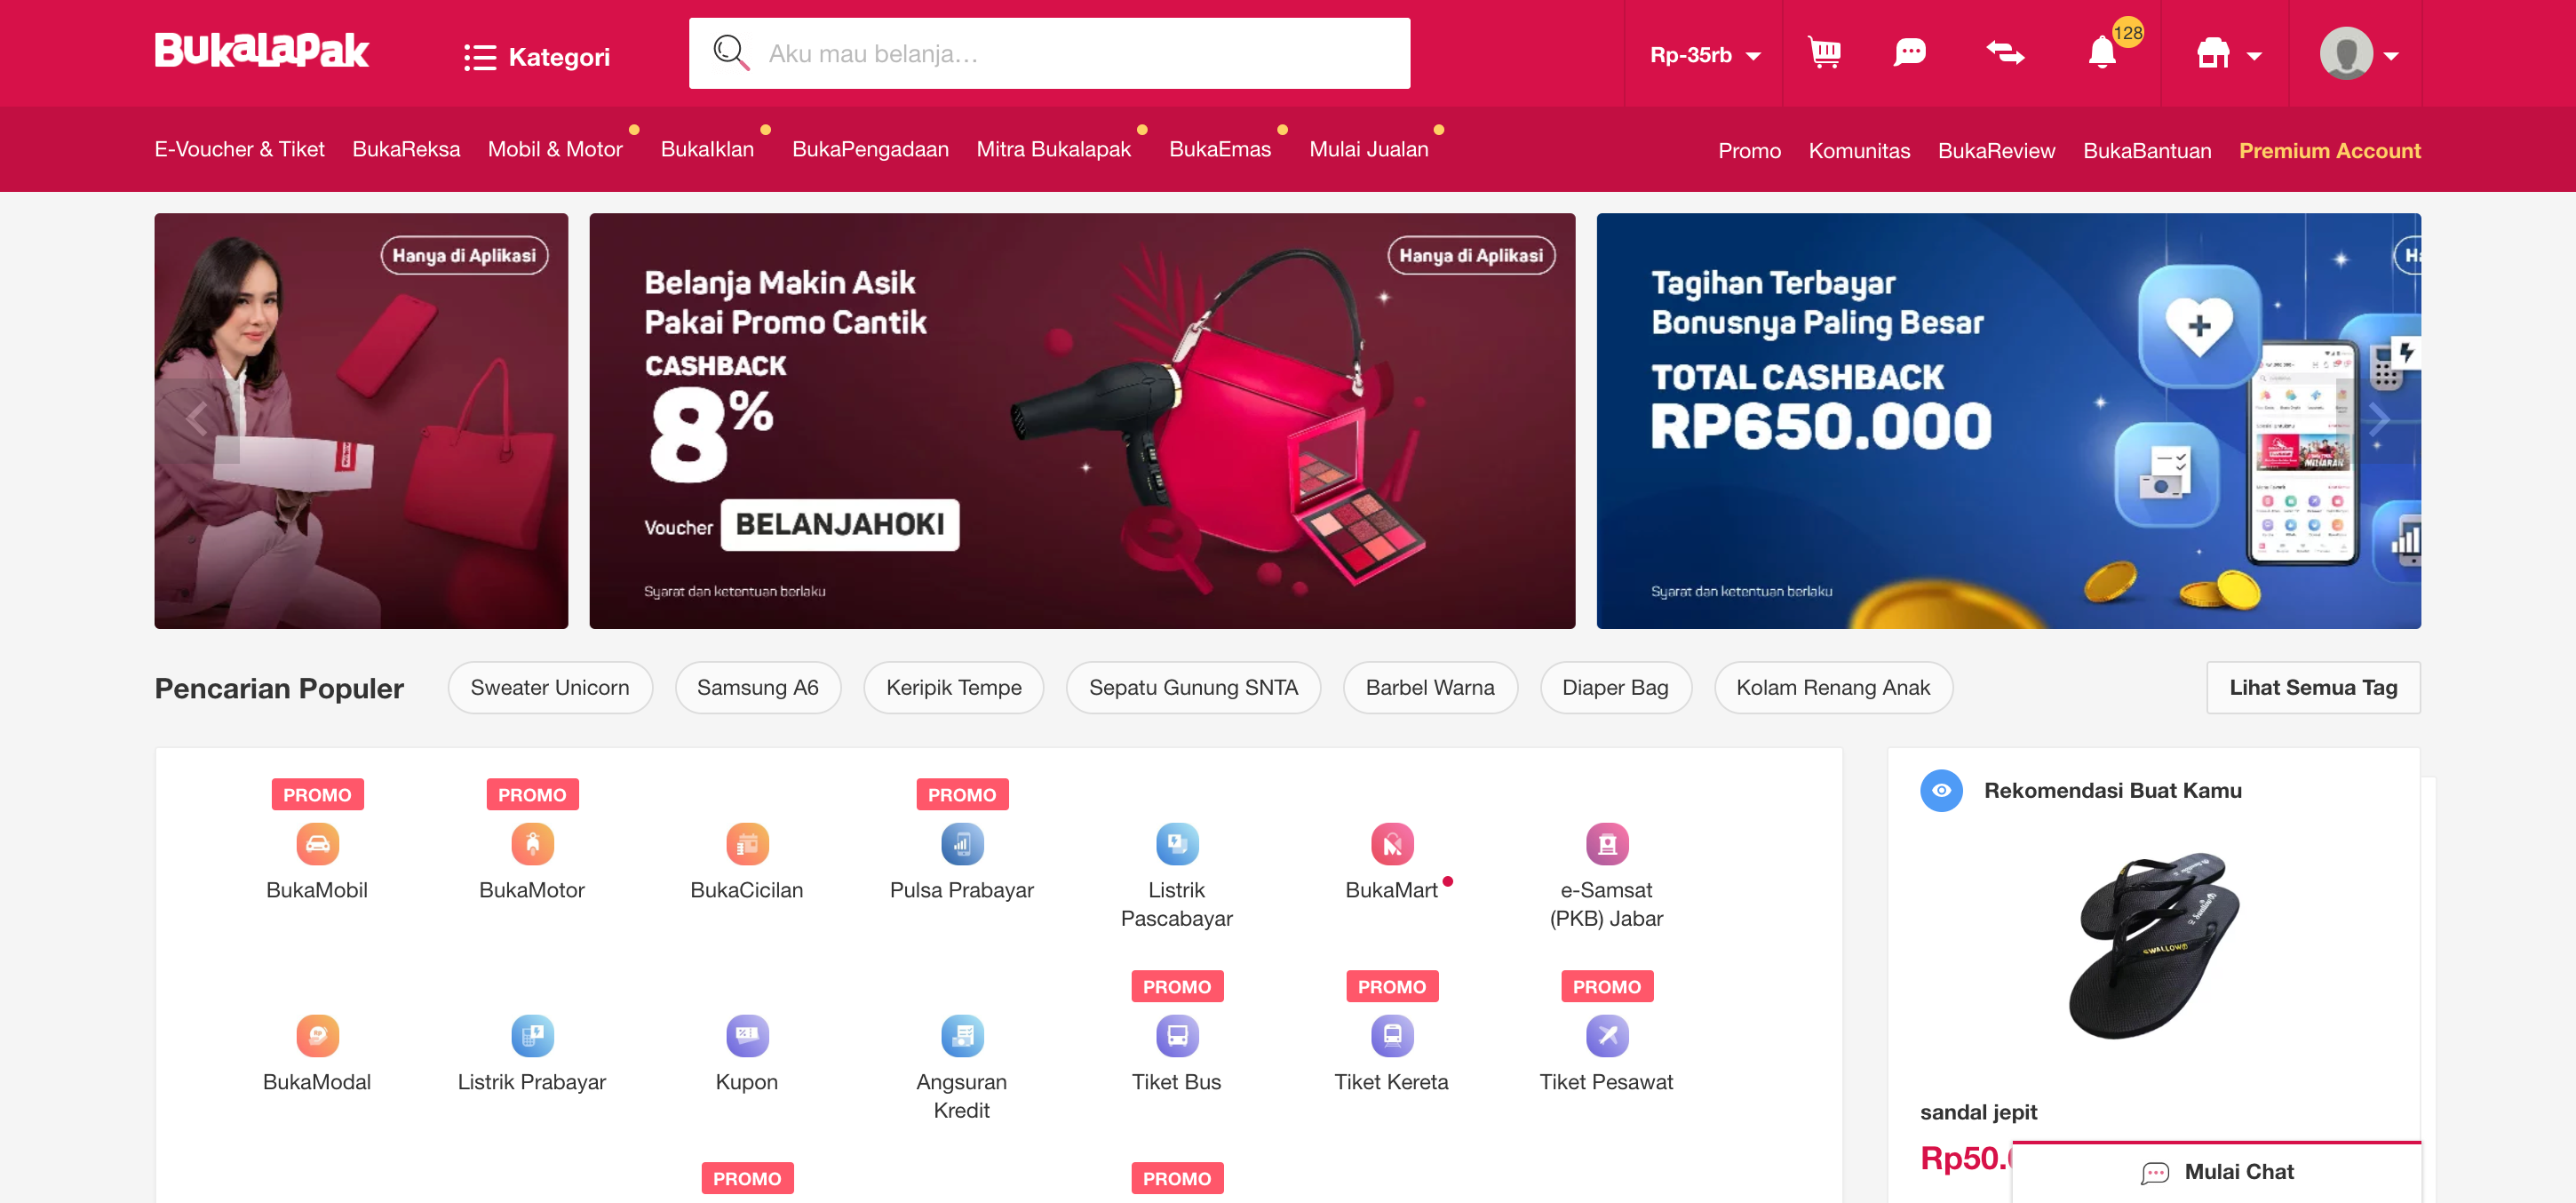 BukaLapak
Kategori
Aku mau belanja...
Rp-35rb
128
E-Voucher & Tiket
BukaReksa
Mobil & Motor
BukaIklan
BukaPengadaan
Mitra Bukalapak
BukaEmas
Mulai Jualan
Promo
Komunitas
BukaReview
BukaBantuan
Premium Account
Hanya di Aplikasi
Belanja Makin Asik
Pakai Promo Cantik
CASHBACK
8%
Voucher BELANJAHOKI
Syarat dan ketentuan berlaku
Hanya di Aplikasi
Tagihan Terbayar
Bonusnya Paling Besar
TOTAL CASHBACK
RP650.000
Syarat dan ketentuan berlaku
Pencarian Populer
Sweater Unicorn
Samsung A6
Keripik Tempe
Sepatu Gunung SNTA
Barbel Warna
Diaper Bag
Kolam Renang Anak
Lihat Semua Tag
PROMO
BukaMobil
PROMO
BukaMotor
BukaCicilan
PROMO
Pulsa Prabayar
Listrik
Pascabayar
BukaMart
e-Samsat
(PKB) Jabar
BukaModal
Listrik Prabayar
Kupon
Angsuran
Kredit
PROMO
Tiket Bus
PROMO
Tiket Kereta
PROMO
Tiket Pesawat
PROMO
PROMO
Rekomendasi Buat Kamu
SWALLOW
sandal jepit
Rp50.
Mulai Chat